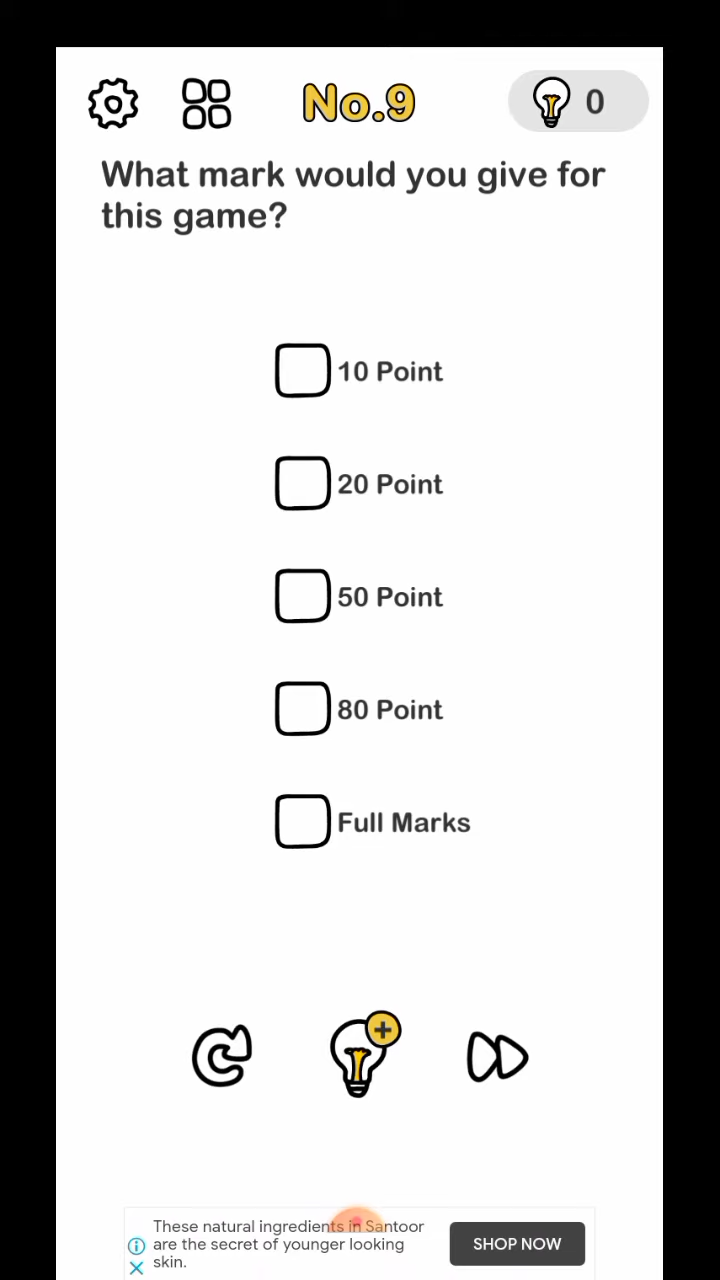 No.9
0
What mark would you give for
this game?
10 Point
20 Point
50 Point
80 Point
Full Marks
These natural ingredients in Santoor
are the secret of younger looking
skin.
SHOP NOW